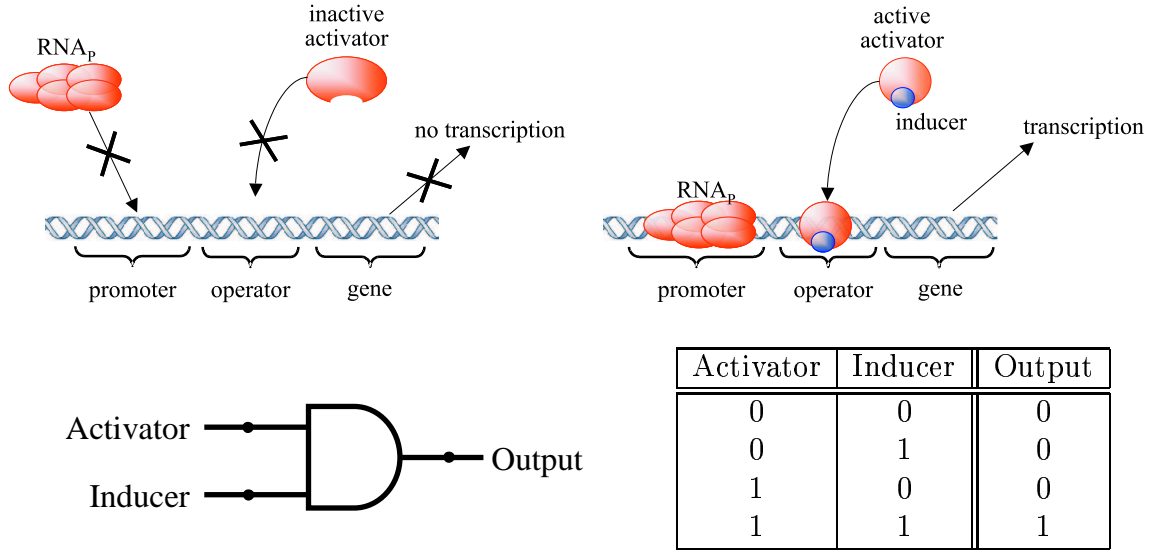 RNAP
inactive
activator
no transcription
promoter
operator
gene
active
activator
inducer
transcription
RNAP
promoter
operator
gene
Activator
Inducer
Output
Activator Inducer Output
0 0 0
0 1 0
1 0 0
1 1 1